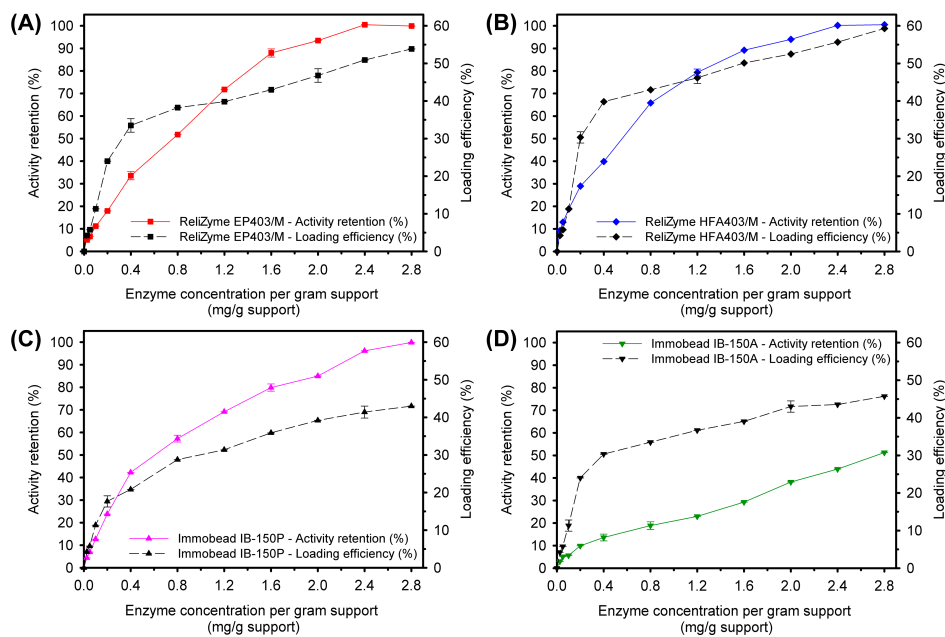 (A)
100
90
80
70
60
50
40
30
20
10
0
Activity retention (%)
60
50
40
30
20
10
0
Loading efficiency (%)
ReliZyme EP403/M - Activity retention (%)
ReliZyme EP403/M - Loading efficiency (%)
0.0 0.4 0.8 1.2 1.6 2.0 2.4 2.8
Enzyme concentration per gram support
(mg/g support)
(B)
100
90
80
70
60
50
40
30
20
10
0
Activity retention (%)
60
50
40
30
20
10
0
Loading efficiency (%)
ReliZyme HFA403/M - Activity retention (%)
ReliZyme HFA403/M - Loading efficiency (%)
0.0 0.4 0.8 1.2 1.6 2.0 2.4 2.8
Enzyme concentration per gram support
(mg/g support)
(C)
100
90
80
70
60
50
40
30
20
10
0
Activity retention (%)
60
50
40
30
20
10
0
Loading efficiency (%)
Immobead IB-150P - Activity retention (%)
Immobead IB-150P - Loading efficiency (%)
0.0 0.4 0.8 1.2 1.6 2.0 2.4 2.8
Enzyme concentration per gram support
(mg/g support)
(D)
Immobead IB-150A - Activity retention (%)
Immobead IB-150A - Loading efficiency (%)
100
90
80
70
60
50
40
30
20
10
0
Activity retention (%)
60
50
40
30
20
10
0
Loading efficiency (%)
0.0 0.4 0.8 1.2 1.6 2.0 2.4 2.8
Enzyme concentration per gram support
(mg/g support)